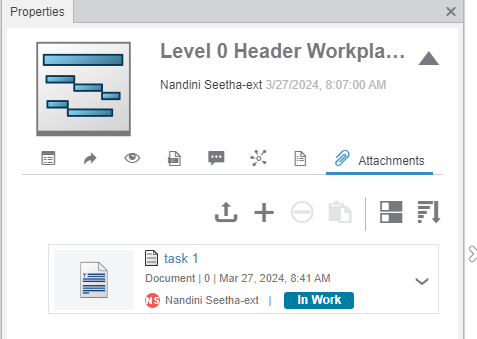 Properties
Level 0 Header Workpla...
Nandini Seetha-ext 3/27/2024, 8:07:00 AM
Attachments
task 1
Document | 0 | Mar 27, 2024, 8:41 AM
NS Nandini Seetha-ext | In Work